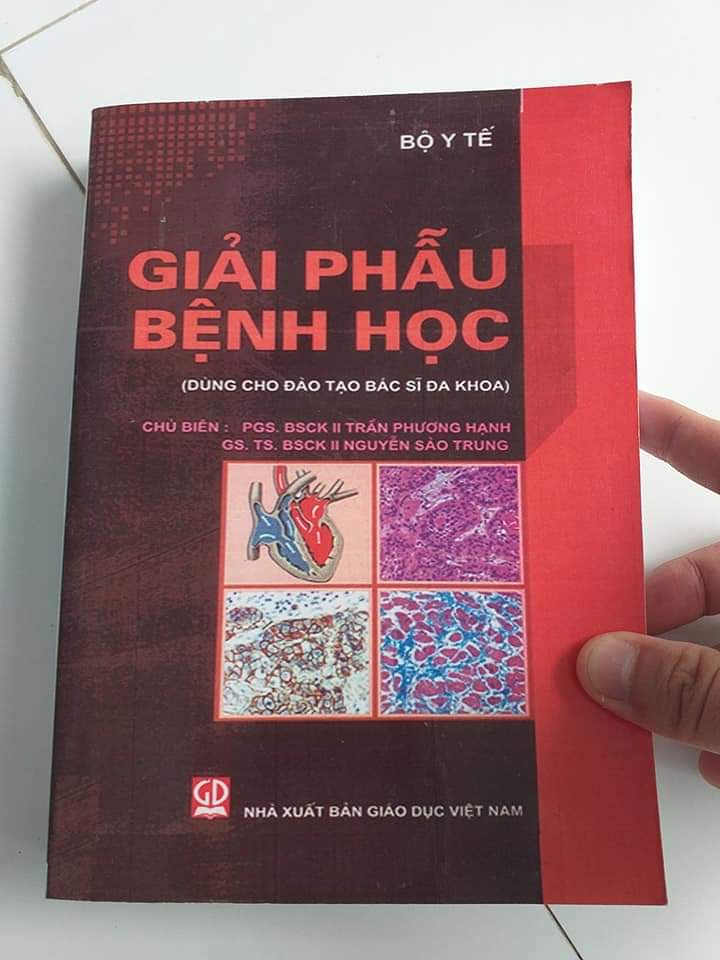 BỘ Y TẾ
GIẢI PHẪU
BỆNH HỌC
(DÙNG CHO ĐÀO TẠO BÁC SĨ ĐA KHOA)
CHỦ BIÊN : PGS. BSCK II TRẦN PHƯƠNG HẠNH
GS. TS. BSCK II NGUYỄN SÀO TRUNG
GD
NHÀ XUẤT BẢN GIÁO DỤC VIỆT NAM